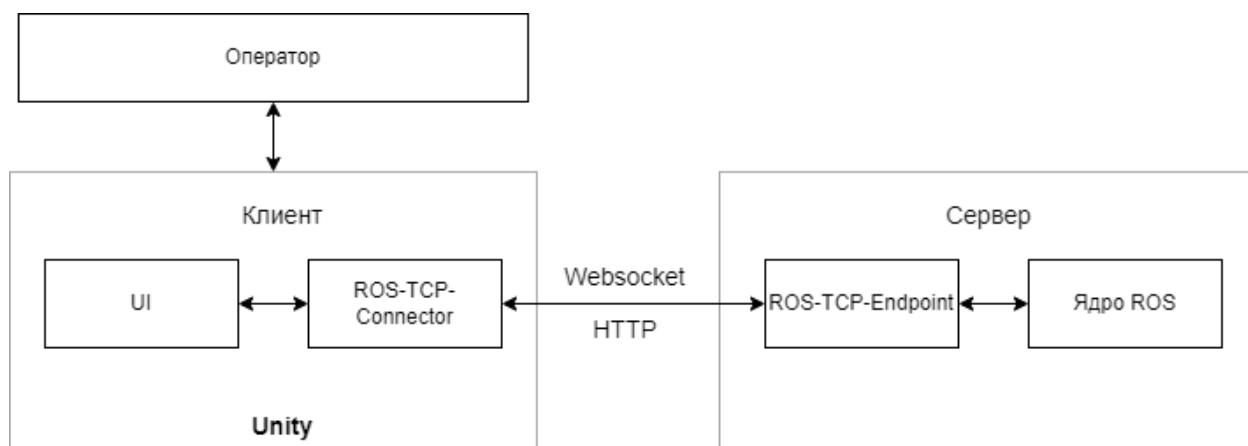 Оператор
Клиент
UI
ROS-TCP-
Connector
Unity
Websocket
HTTP
Сервер
ROS-TCP-Endpoint
Ядро ROS